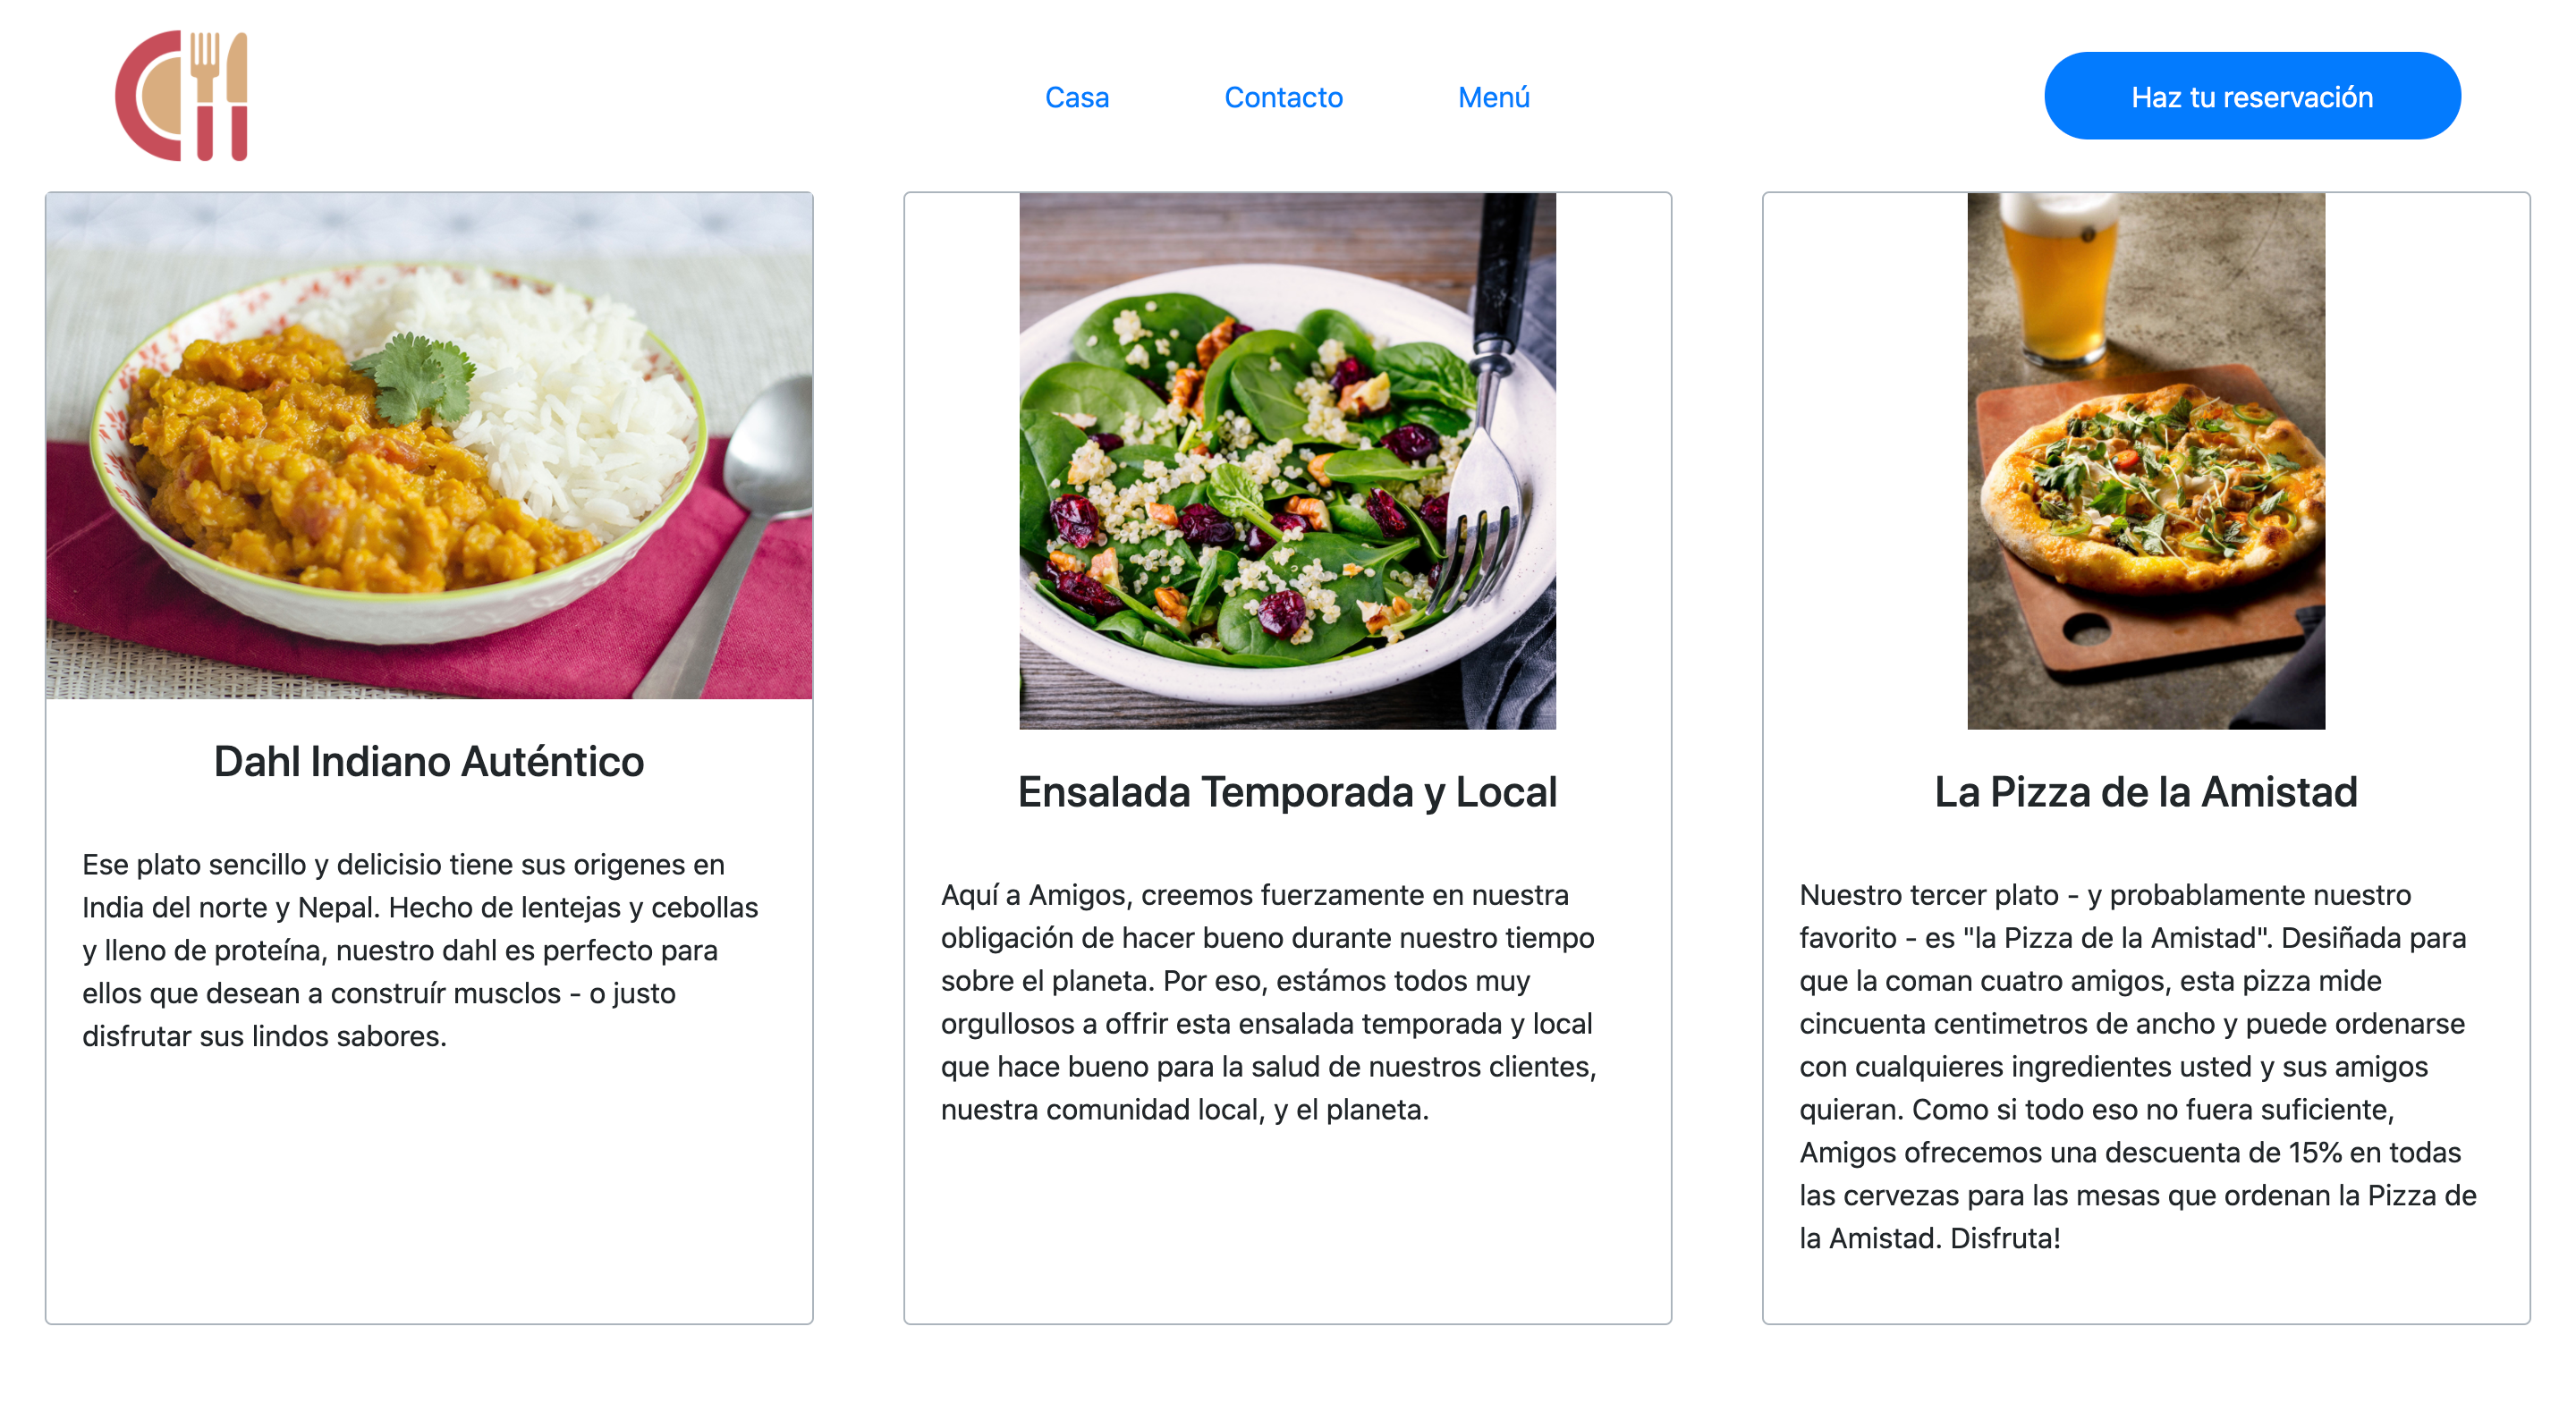 Casa
Contacto
Menú
Haz tu reservación
Dahl Indiano Auténtico
Ese plato sencillo y delicisio tiene sus origenes en
India del norte y Nepal. Hecho de lentejas y cebollas
y lleno de proteína, nuestro dahl es perfecto para
ellos que desean a construír musclos - o justo
disfrutar sus lindos sabores.
Ensalada Temporada y Local
Aquí a Amigos, creemos fuerzamente en nuestra
obligación de hacer bueno durante nuestro tiempo
sobre el planeta. Por eso, estámos todos muy
orgullosos a offrir esta ensalada temporada y local
que hace bueno para la salud de nuestros clientes,
nuestra comunidad local, y el planeta.
La Pizza de la Amistad
Nuestro tercer plato - y probablamente nuestro
favorito - es "la Pizza de la Amistad". Desiñada para
que la coman cuatro amigos, esta pizza mide
cincuenta centimetros de ancho y puede ordenarse
con cualquieres ingredientes usted y sus amigos
quieran. Como si todo eso no fuera suficiente,
Amigos ofrecemos una descuenta de 15% en todas
las cervezas para las mesas que ordenan la Pizza de
la Amistad. Disfruta!